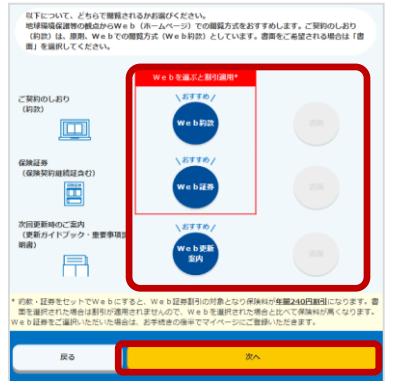 以下について、どちらで閲覧されるかお選びください。
地球環境保護等の観点からWeb（ホームページ）での閲覧方式をおすすめします。ご契約のしおり
（約款）は、原則、Webでの閲覧方式（Web約款）としています。書面をご希望される場合は「書
面」を選択してください。
Webを選ぶと割引適用*
ご契約のしおり
（約款）
\おすすめ/
Web約款
書面
保険証券
（保険契約継続証含む）
\おすすめ/
Web証券
書面
次回更新時のご案内
（更新ガイドブック・重要事項説
明書）
\おすすめ/
Web更新
案内
書面
* 約款・証券をセットでWebにすると、Web証券割引の対象となり保険料が年間240円割引になります。書
面を選択された場合は割引が適用されませんので、Webを選択された場合と比べて保険料が高くなります。
Web証券をご選択いただいた場合は、お手続きの後半でマイページにご登録いただきます。
戻る
次へ